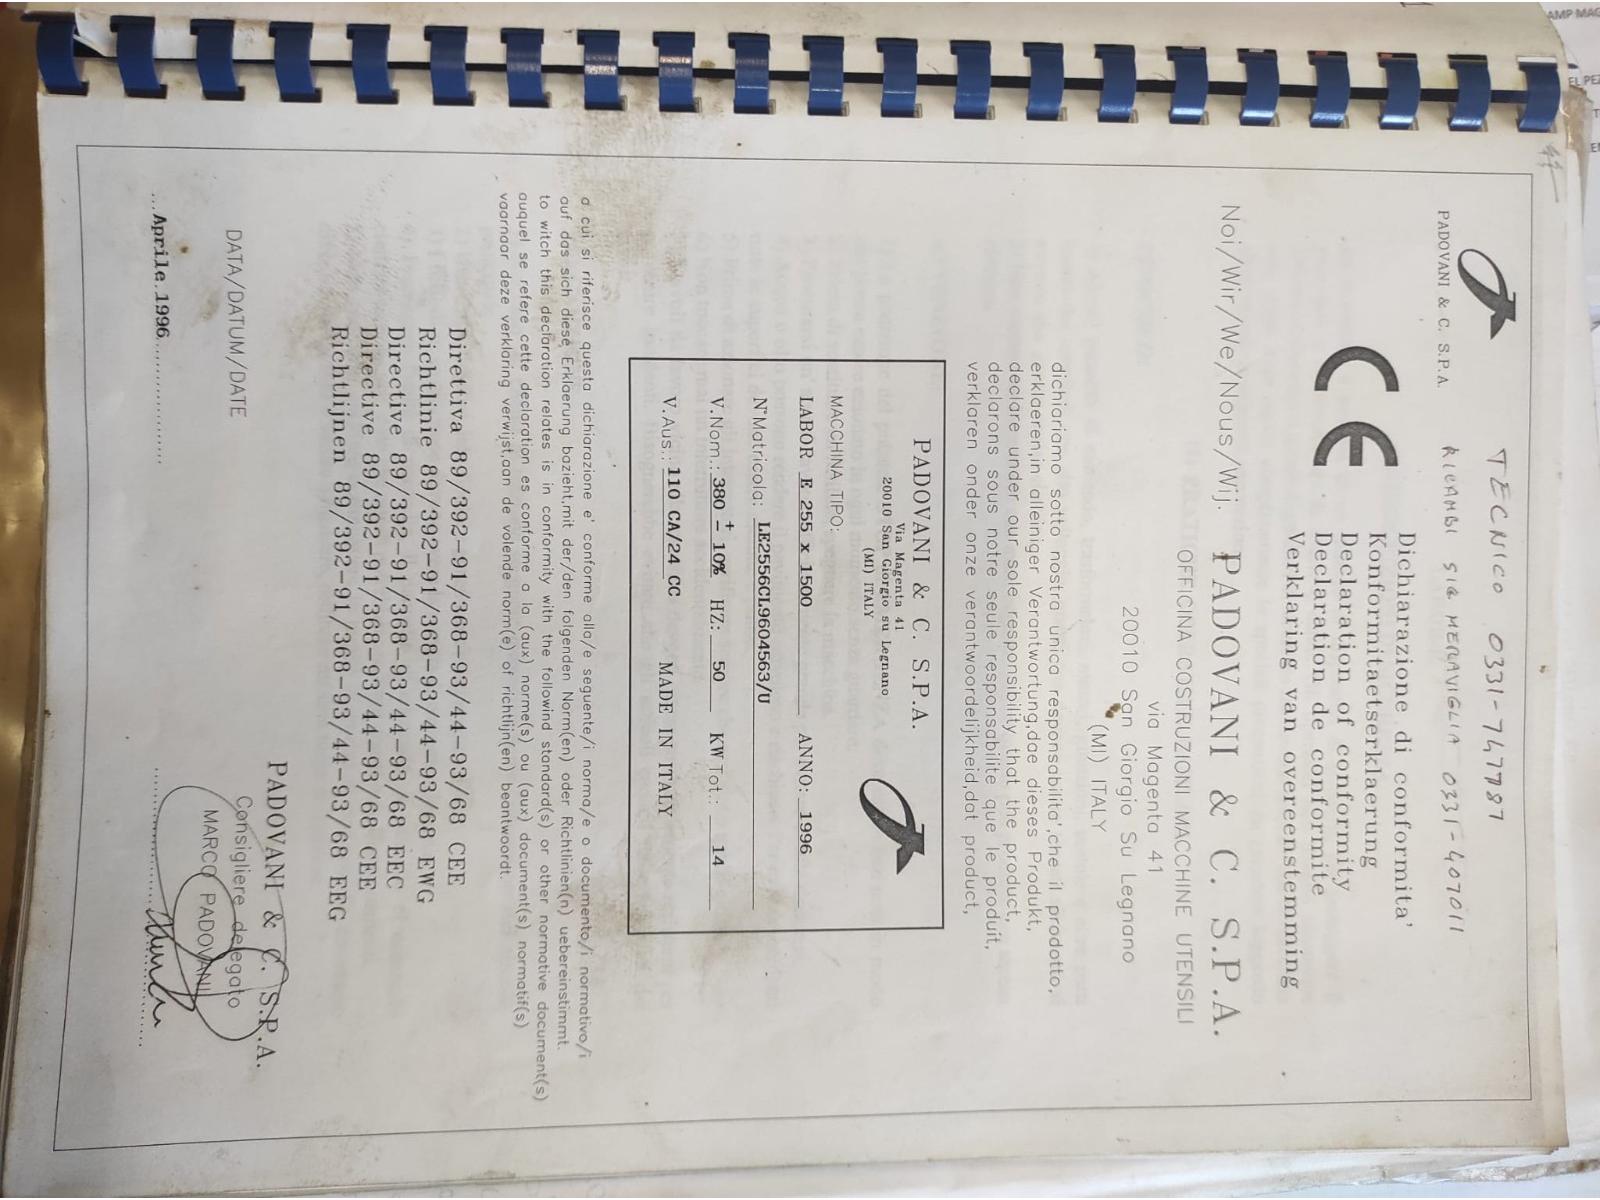 TECNICO 0331-7477787
RICAMBI SIG MERAVIGLIA 0331-407011
PADOVANI & C. S.P.A.
CE
Dichiarazione di conformita'
Konformitaetserklaerung
Declaration of conformity
Declaration de conformite
Verklaring van overeenstemming
Noi/Wir/We/Nous/Wij. PADOVANI & C. S.P.A.
OFFICINA COSTRUZIONI MACCHINE UTENSILI
via Magenta 41
20010 San Giorgio Su Legnano
(MI) ITALY
dichiariamo sotto nostra unica responsabilita',che il prodotto,
erklaeren,in alleiniger Verantwortung,dae dieses Produkt,
declare under our sole responsibility that the product,
declarons sous notre seule responsabilite que le produit,
verklaren onder onze verantwoordelijkheid,dat product,
PADOVANI & C. S.P.A.
Via Magenta 41
20010 San Giorgio su Legnano
(MI) ITALY
MACCHINA TIPO:
LABOR E 255 x 1500 ANNO: 1996
N°Matricola: LE2556CL9604563/U
V.Nom.: 380 ± 10% HZ: 50 KW Tot.: 14
V.Aus.: 110 CA/24 CC MADE IN ITALY
a cui si riferisce questa dichiarazione e' conforme alla/e seguente/i norma/e o documento/i normativo/i
auf das sich diese Erklaerung bazieht,mit der/den folgenden Norm(en) oder Richtlinien(n) uebereinstimmt.
to witch this declaration relates is in conformity with the followind standard(s) or other normative document(s)
auquel se refere cette declaration es conforme a la (aux) norme(s) ou (aux) document(s) normatif(s)
vaarnaar deze verklaring verwijst,aan de volende norm(e) of richtlijn(en) beantwoordt.
Direttiva 89/392-91/368-93/44-93/68 CEE
Richtlinie 89/392-91/368-93/44-93/68 EWG
Directive 89/392-91/368-93/44-93/68 EEC
Directive 89/392-91/368-93/44-93/68 CEE
Richtlijnen 89/392-91/368-93/44-93/68 EEG
DATA/DATUM/DATE
PADOVANI & C. S.P.A.
Consigliere delegato
MARCO PADOVANI
...Aprile.1996...................